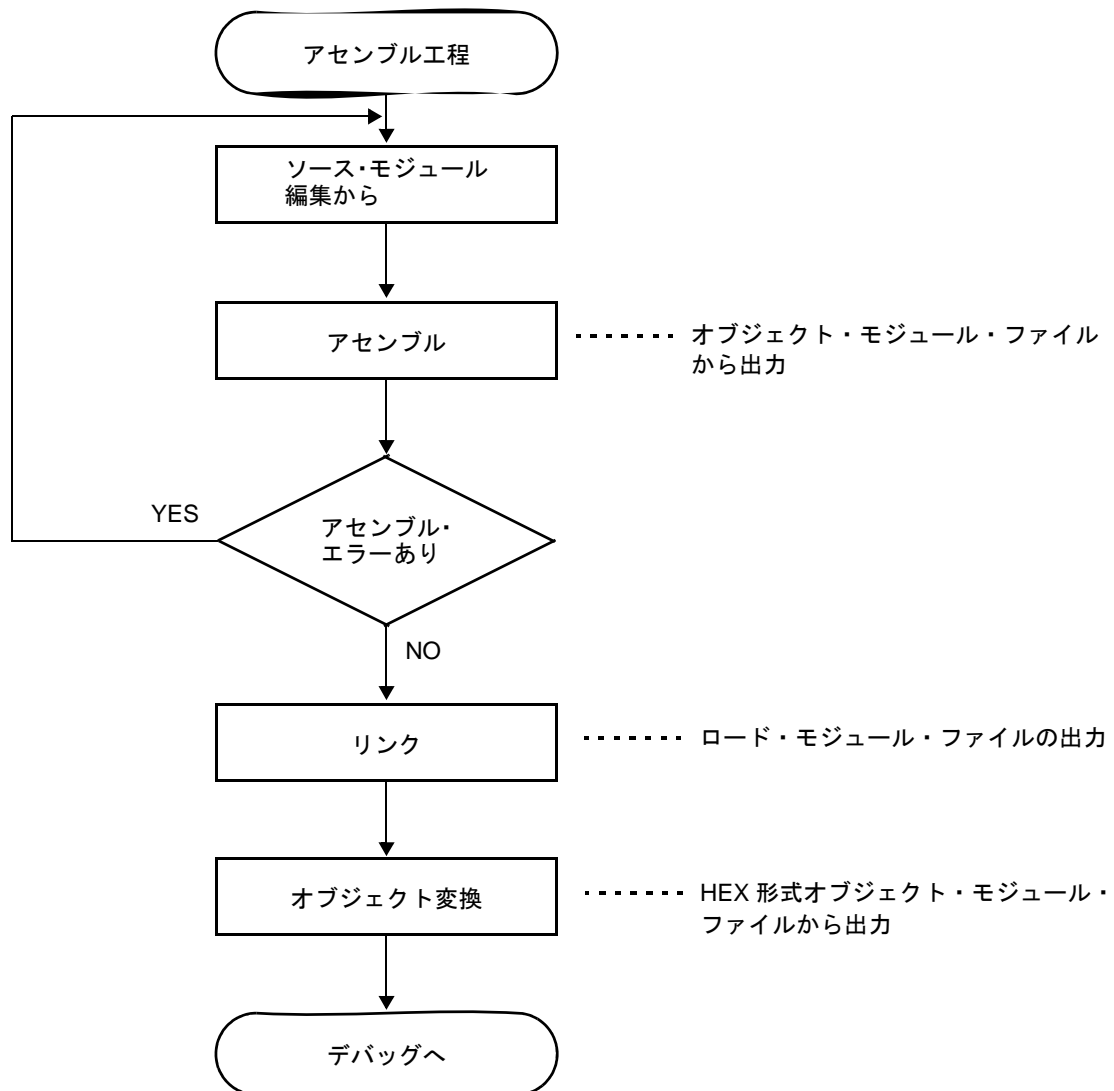 アセンブル工程
ソース・モジュール
編集から
アセンブル
オブジェクト・モジュール・ファイル
から出力
YES
アセンブル・
エラーあり
NO
リンク
ロード・モジュール・ファイルの出力
オブジェクト変換
HEX 形式オブジェクト・モジュール・
ファイルから出力
デバッグへ